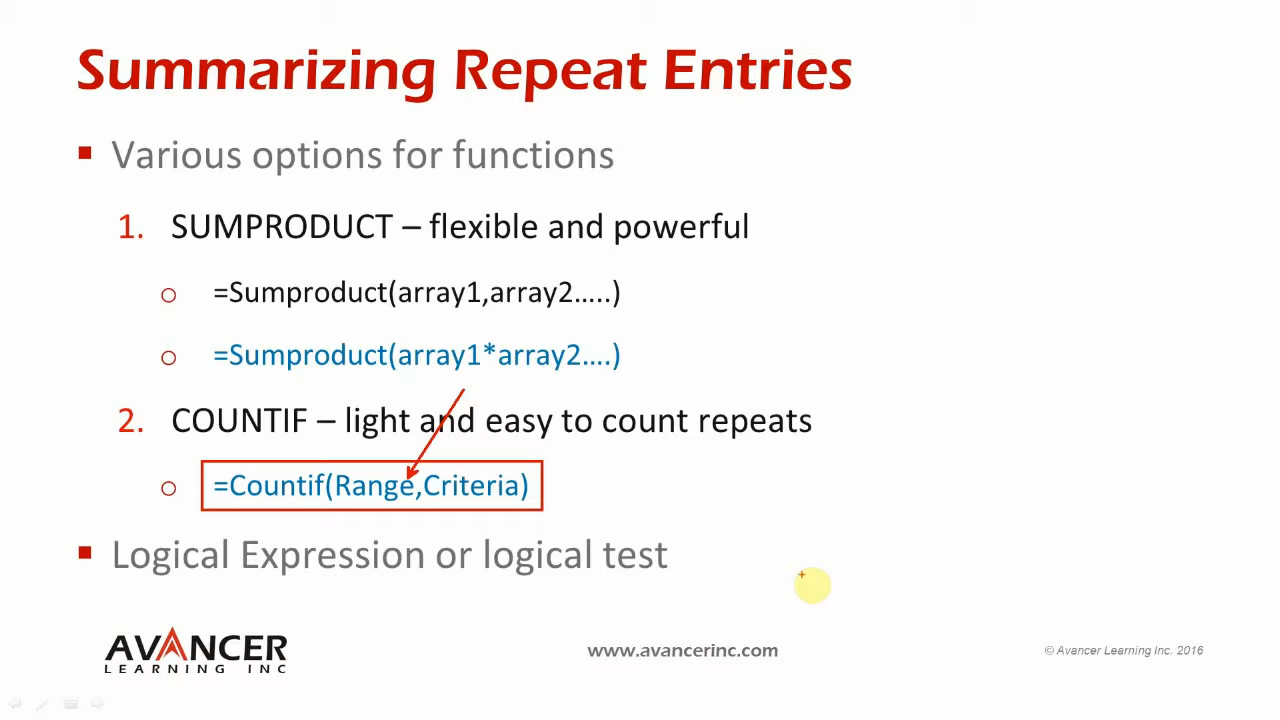 Summarizing Repeat Entries
Various options for functions
1. SUMPRODUCT – flexible and powerful
=Sumproduct(array1,array2.....)
=Sumproduct(array1*array2....)
2. COUNTIF – light and easy to count repeats
=Countif(Range,Criteria)
Logical Expression or logical test
AVANCER
LEARNING INC
www.avancerinc.com
© Avancer Learning Inc. 2016